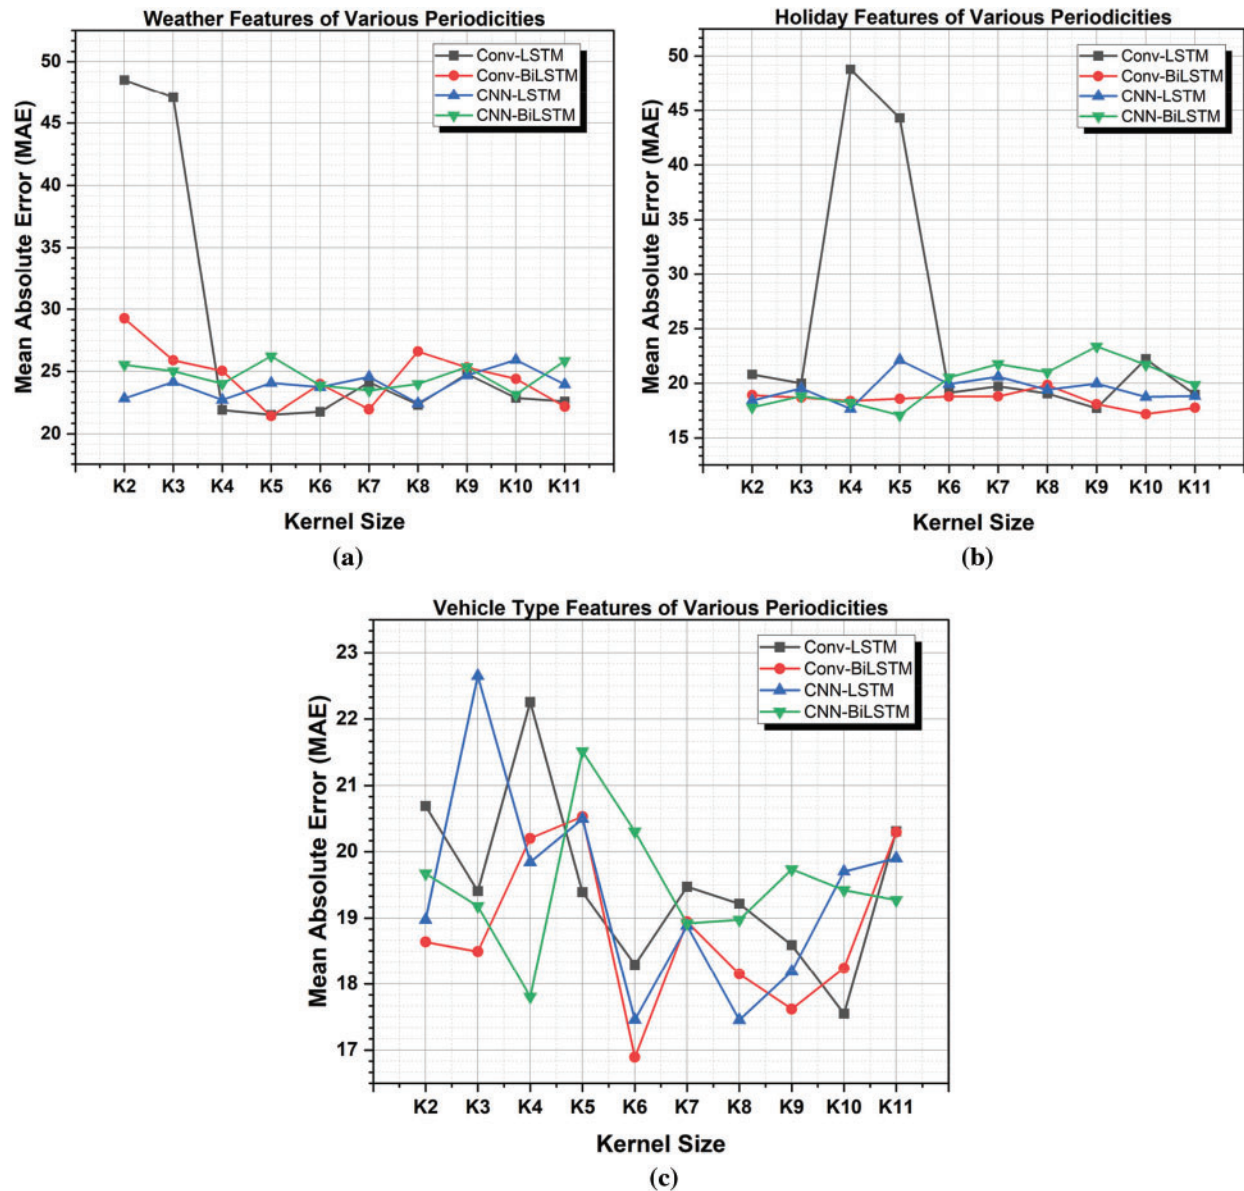 Weather Features of Various Periodicities
Mean Absolute Error (MAE)
50
45
40
35
30
25
20
Conv-LSTM
Conv-BiLSTM
CNN-LSTM
CNN-BiLSTM
K2 K3 K4 K5 K6 K7 K8 K9 K10 K11
Kernel Size
(a)
Holiday Features of Various Periodicities
Mean Absolute Error (MAE)
50
45
40
35
30
25
20
15
Conv-LSTM
Conv-BiLSTM
CNN-LSTM
CNN-BiLSTM
K2 K3 K4 K5 K6 K7 K8 K9 K10 K11
Kernel Size
(b)
Vehicle Type Features of Various Periodicities
Mean Absolute Error (MAE)
23
22
21
20
19
18
17
Conv-LSTM
Conv-BiLSTM
CNN-LSTM
CNN-BiLSTM
K2 K3 K4 K5 K6 K7 K8 K9 K10 K11
Kernel Size
(c)